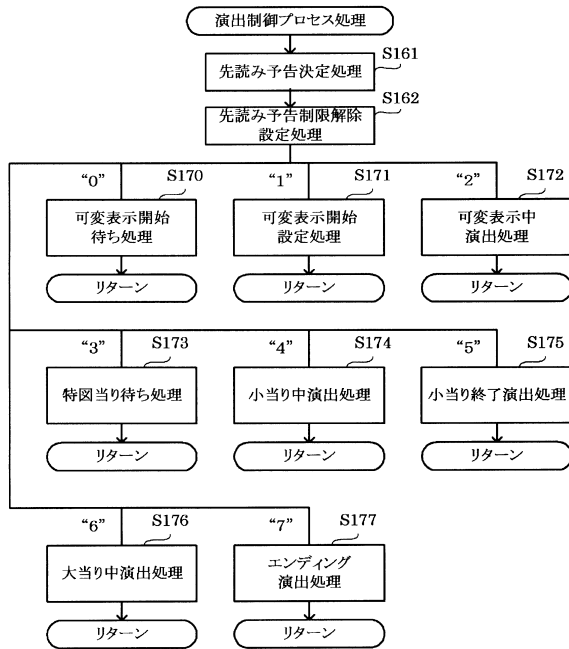 演出制御プロセス処理
S161
先読み予告決定処理
S162
先読み予告制限解除
設定処理
“0”
S170
可変表示開始
待ち処理
リターン
“1”
S171
可変表示開始
設定処理
リターン
“2”
S172
可変表示中
演出処理
リターン
“3”
S173
特図当り待ち処理
リターン
“4”
S174
小当り中演出処理
リターン
“5”
S175
小当り終了演出処理
リターン
“6”
S176
大当り中演出処理
リターン
“7”
S177
エンディング
演出処理
リターン